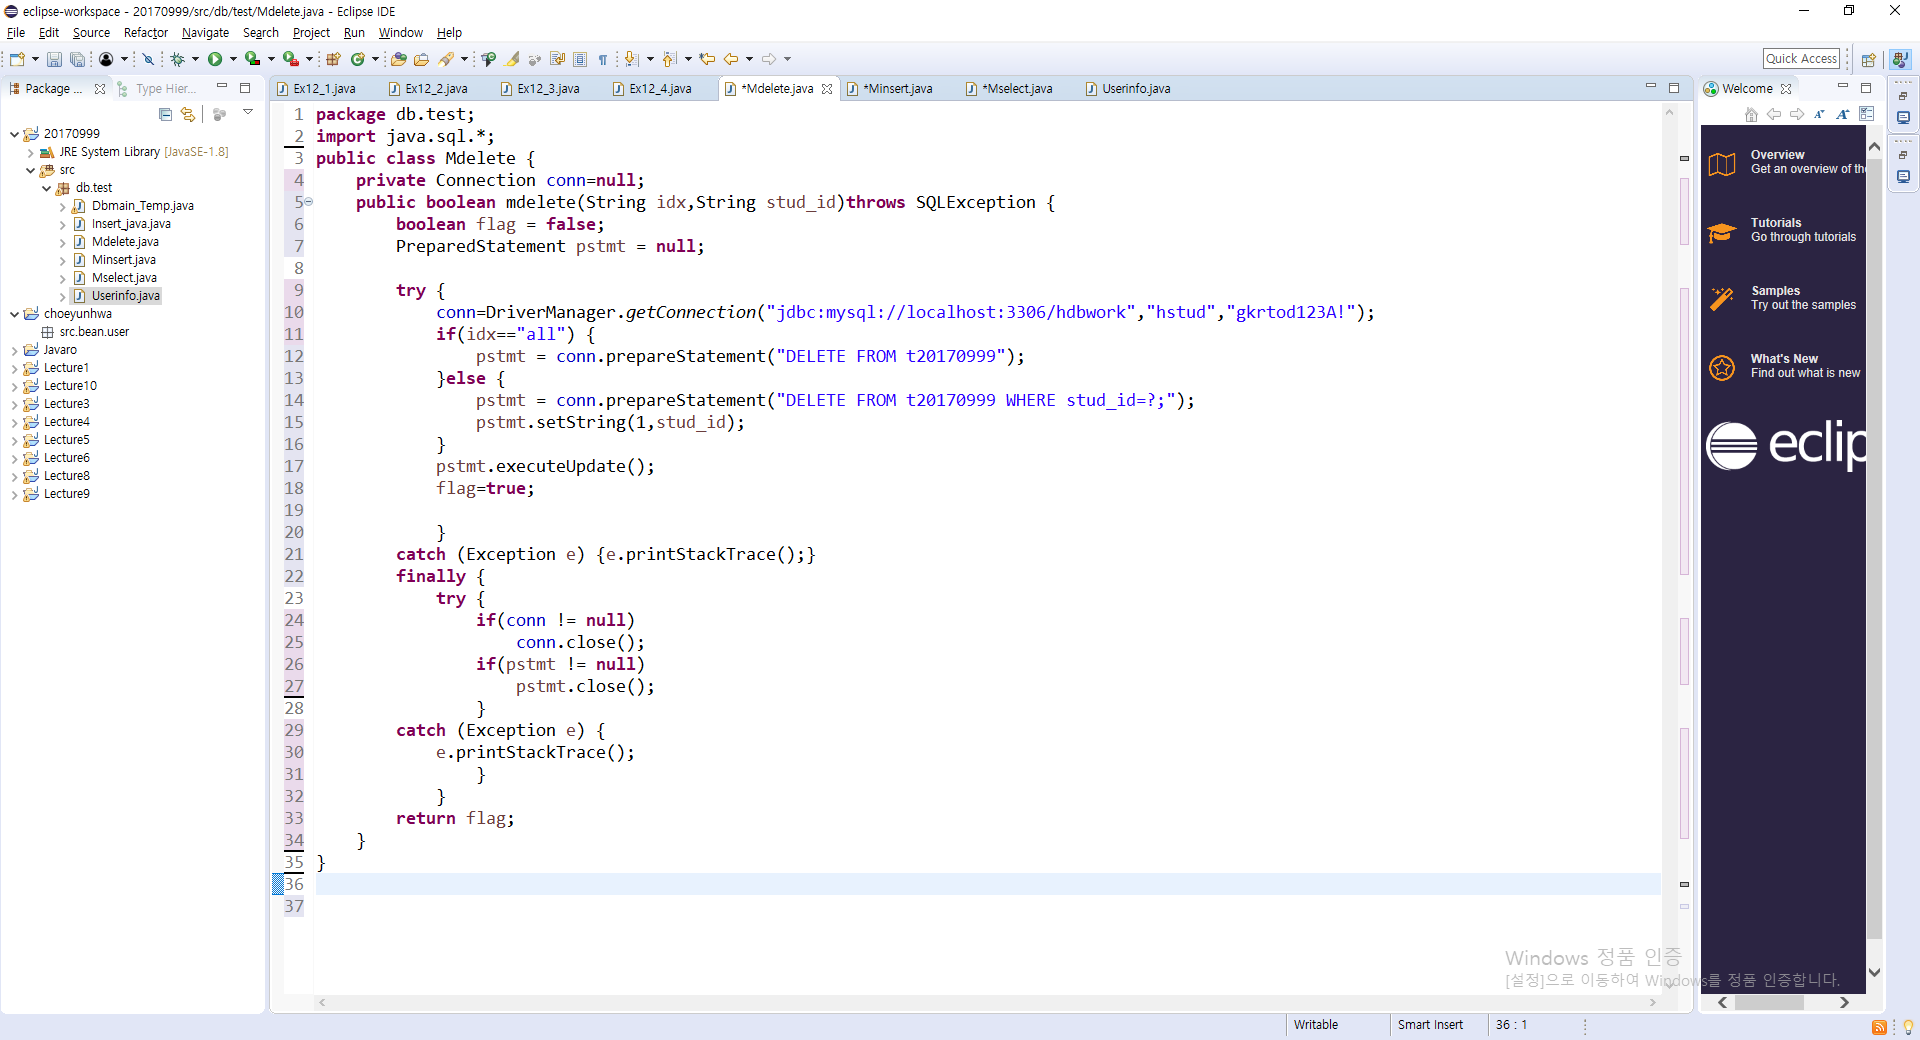 eclipse-workspace - 20170999/src/db/test/Mdelete.java - Eclipse IDE
File Edit Source Refactor Navigate Search Project Run Window Help
Quick Access
Package ...
Type Hier...
20170999
JRE System Library [JavaSE-1.8]
src
db.test
Dbmain_Temp.java
Insert_java.java
Mdelete.java
Minsert.java
Mselect.java
Userinfo.java
choeyunhwa
src.bean.user
Javaro
Lecture1
Lecture10
Lecture3
Lecture4
Lecture5
Lecture6
Lecture8
Lecture9
Ex12_1.java Ex12_2.java Ex12_3.java Ex12_4.java *Mdelete.java *Minsert.java *Mselect.java Userinfo.java
1 package db.test;
2 import java.sql.*;
3 public class Mdelete {
4 private Connection conn=null;
5 public boolean mdelete(String idx,String stud_id)throws SQLException {
6 boolean flag = false;
7 PreparedStatement pstmt = null;
8
9 try {
10 conn=DriverManager.getConnection("jdbc:mysql://localhost:3306/hdbwork","hstud","gkrtod123A!");
11 if(idx=="all") {
12 pstmt = conn.prepareStatement("DELETE FROM t20170999");
13 }else {
14 pstmt = conn.prepareStatement("DELETE FROM t20170999 WHERE stud_id=?;");
15 pstmt.setString(1,stud_id);
16 }
17 pstmt.executeUpdate();
18 flag=true;
19
20 }
21 catch (Exception e) {e.printStackTrace();}
22 finally {
23 try {
24 if(conn != null)
25 conn.close();
26 if(pstmt != null)
27 pstmt.close();
28 }
29 catch (Exception e) {
30 e.printStackTrace();
31 }
32 }
33 return flag;
34 }
35 }
36
37
Welcome
Overview
Get an overview of the
Tutorials
Go through tutorials
Samples
Try out the samples
What's New
Find out what is new
eclip
Windows 정품 인증
[설정]으로 이동하여 Windows를 정품 인증합니다.
Writable Smart Insert 36 : 1